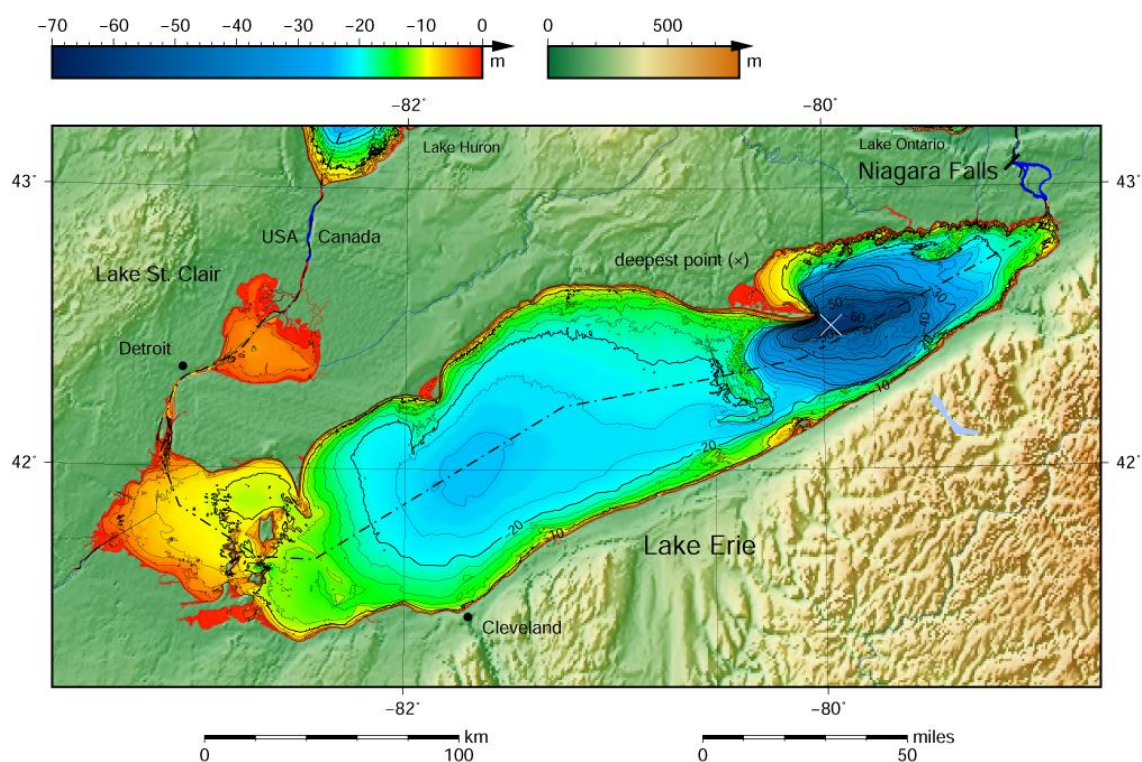 -70 -60 -50 -40 -30 -20 -10 0
m
0 500
m
-82° -80°
Lake Huron
Lake Ontario
Niagara Falls
43° 43°
USA Canada
Lake St. Clair
deepest point (×)
-50
-60
-30
-40
-20
Detroit
-10
-20
42° 42°
-20
-10
Lake Erie
Cleveland
-82° -80°
km
0 100
miles
0 50